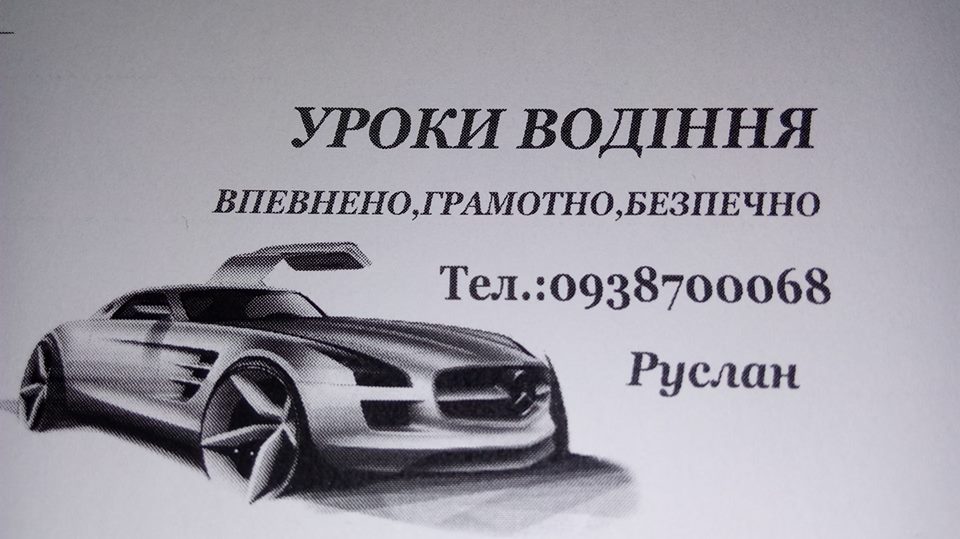 УРОКИ ВОДІННЯ
ВПЕВНЕНО,ГРАМОТНО,БЕЗПЕЧНО
Тел.:0938700068
Руслан